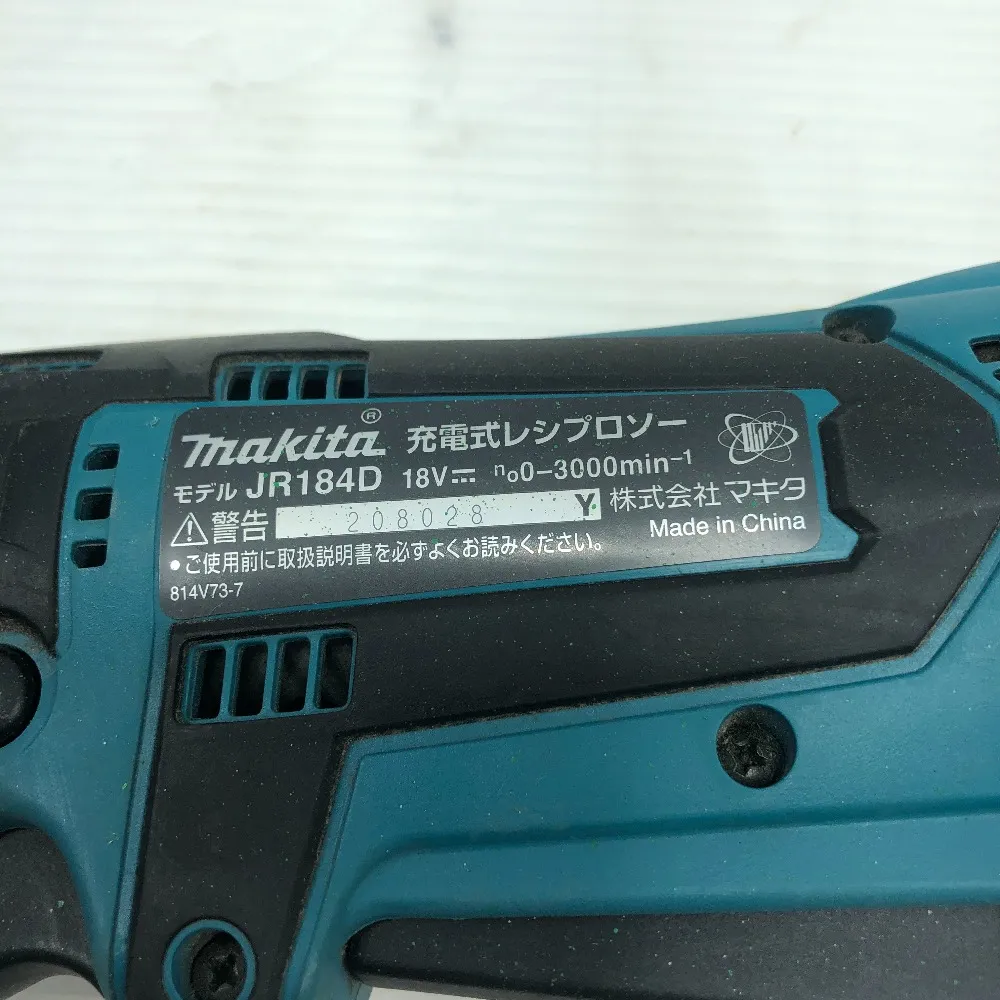 makita® 充電式レシプロソー
モデル JR184D 18V⎓ n₀0-3000min⁻¹
⚠警告 208028 Y 株式会社マキタ
Made in China
•ご使用前に取扱説明書を必ずよくお読みください。
814V73-7